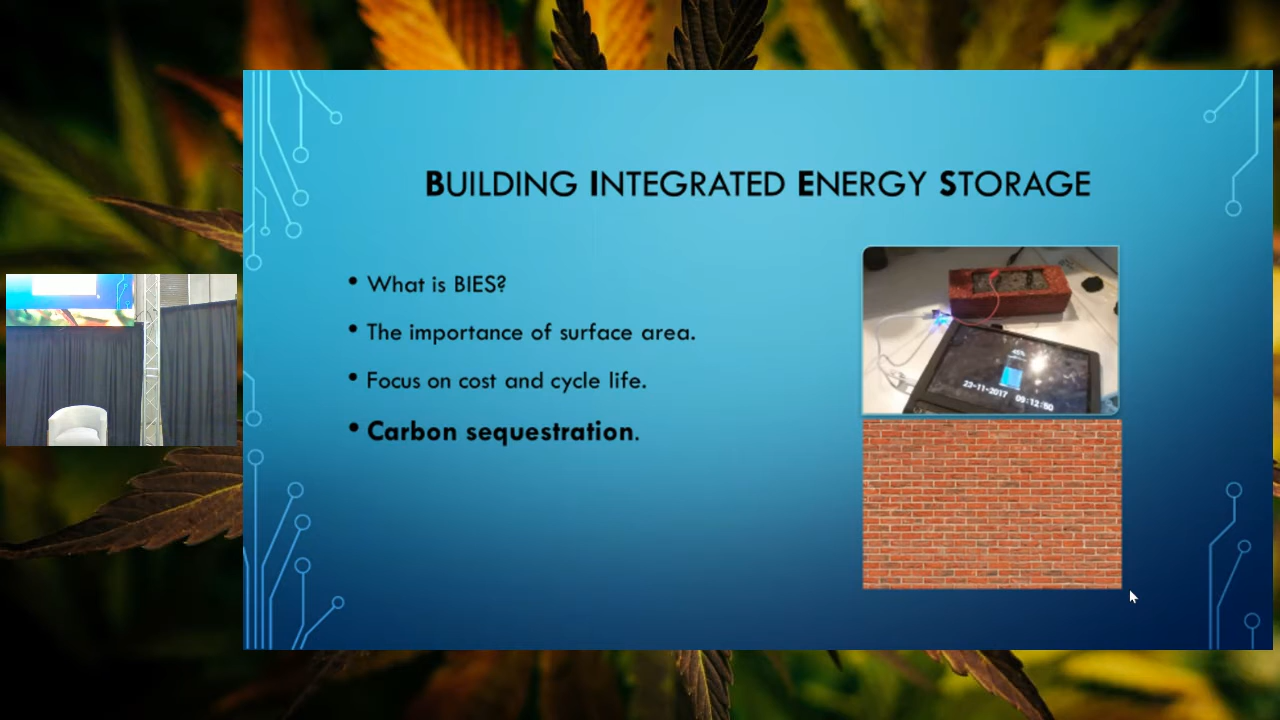 BUILDING INTEGRATED ENERGY STORAGE
• What is BIES?
• The importance of surface area.
• Focus on cost and cycle life.
• Carbon sequestration.
23-11-2017 09:12:50